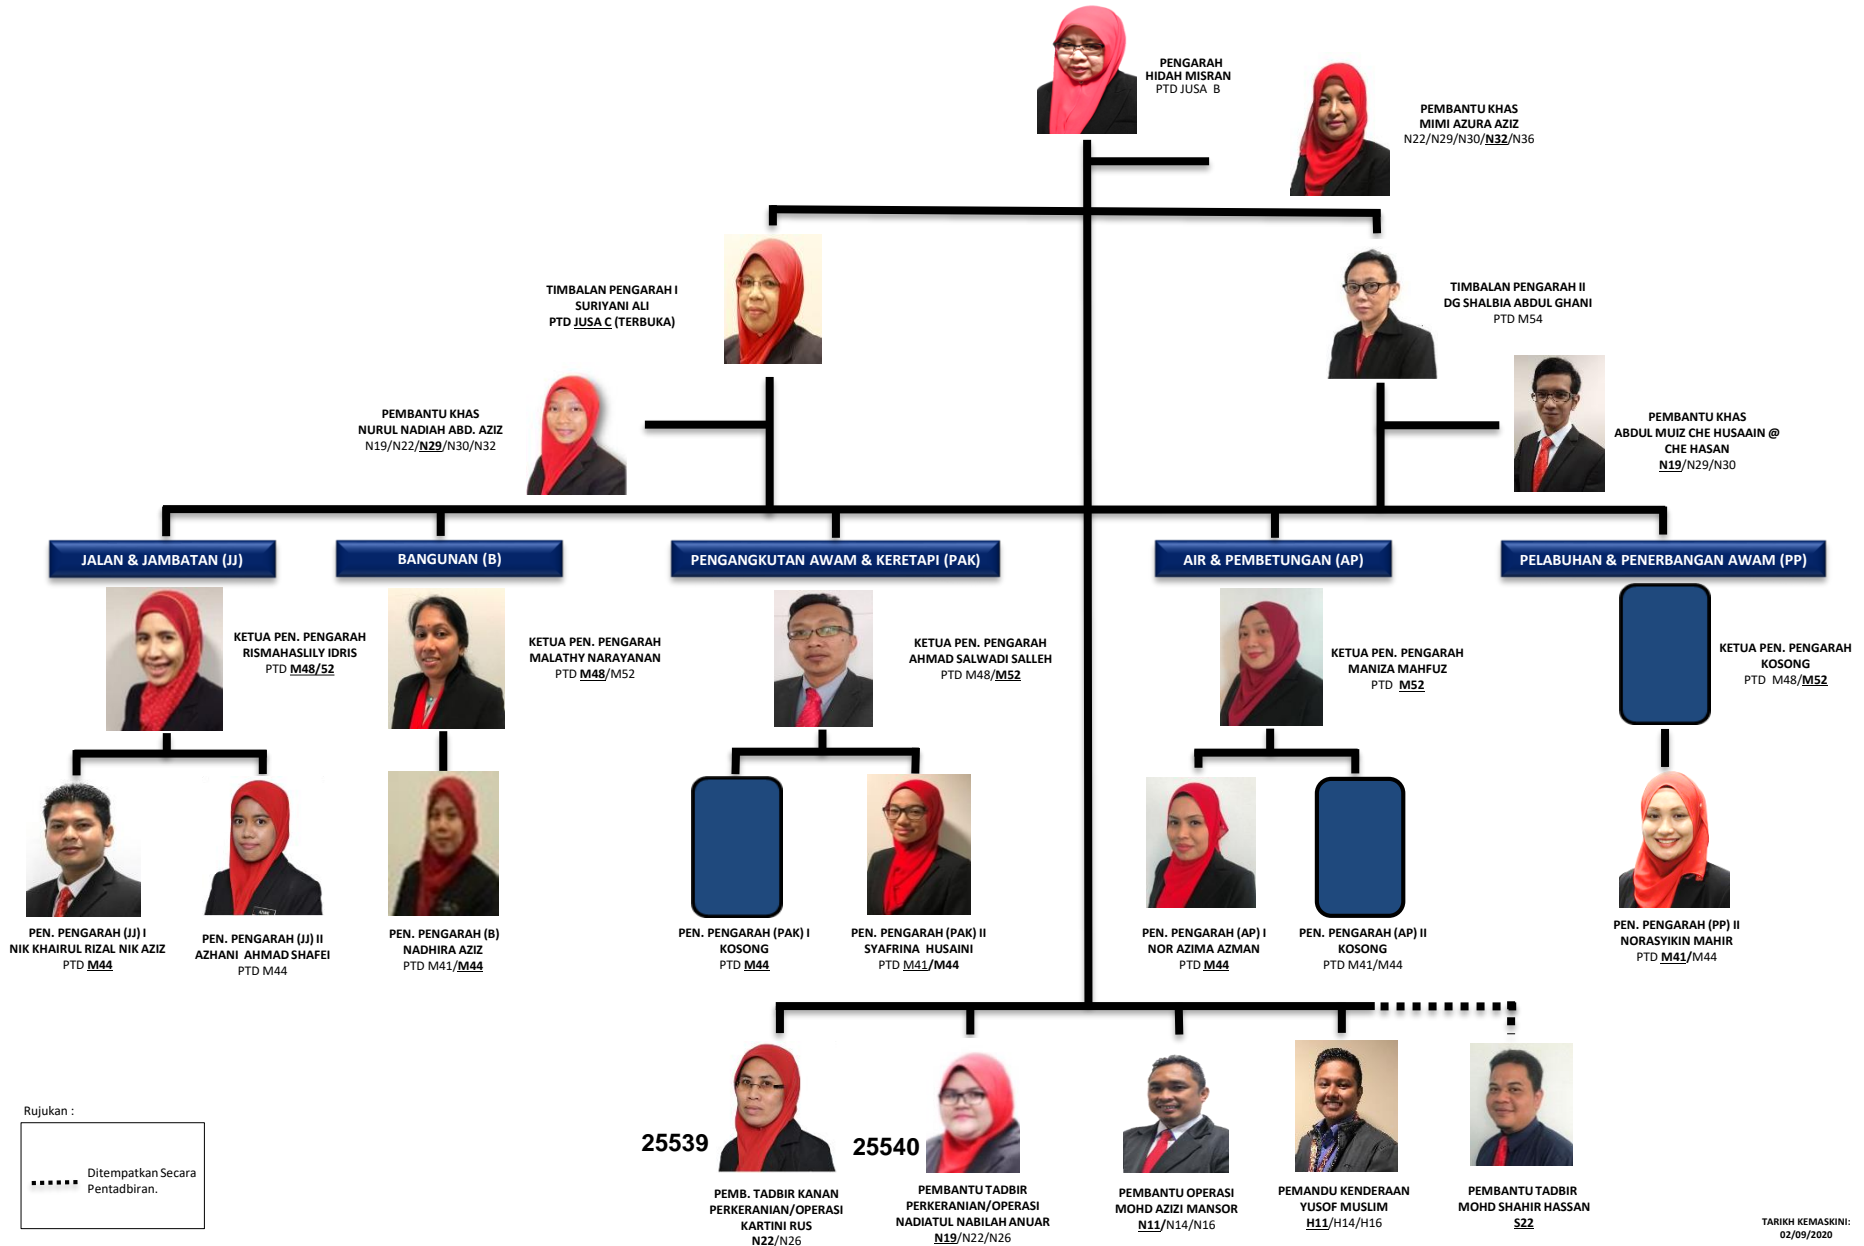 PENGARAH
HIDAH MISRAN
PTD JUSA  B
PEMBANTU KHAS
MIMI AZURA AZIZ
N22/N29/N30/N32/N36
TIMBALAN PENGARAH I
SURIYANI ALI
PTD JUSA C (TERBUKA)
TIMBALAN PENGARAH II
DG SHALBIA ABDUL GHANI
PTD M54
PEMBANTU KHAS
NURUL NADIAH ABD. AZIZ
N19/N22/N29/N30/N32
PEMBANTU KHAS
ABDUL MUIZ CHE HUSAAIN @
CHE HASAN
N19/N29/N30
JALAN & JAMBATAN (JJ)
BANGUNAN (B)
PENGANGKUTAN AWAM & KERETAPI (PAK)
AIR & PEMBETUNGAN (AP)
PELABUHAN & PENERBANGAN AWAM (PP)
KETUA PEN. PENGARAH
RISMAHASLILY IDRIS
PTD M48/52
KETUA PEN. PENGARAH
MALATHY NARAYANAN
PTD M48/M52
KETUA PEN. PENGARAH
AHMAD SALWADI SALLEH
PTD M48/M52
KETUA PEN. PENGARAH
MANIZA MAHFUZ
PTD  M52
KETUA PEN. PENGARAH
KOSONG
PTD  M48/M52
PEN. PENGARAH (JJ) I
NIK KHAIRUL RIZAL NIK AZIZ
PTD M44
PEN. PENGARAH (JJ) II
AZHANI  AHMAD SHAFEI
PTD M44
PEN. PENGARAH (B)
NADHIRA AZIZ
PTD M41/M44
PEN. PENGARAH (PAK) I
KOSONG
PTD M44
PEN. PENGARAH (PAK) II
SYAFRINA  HUSAINI
PTD M41/M44
PEN. PENGARAH (AP) I
NOR AZIMA AZMAN
PTD M44
PEN. PENGARAH (AP) II
KOSONG
PTD M41/M44
PEN. PENGARAH (PP) II
NORASYIKIN MAHIR
PTD M41/M44
25539
PEMB. TADBIR KANAN
PERKERANIAN/OPERASI
KARTINI RUS
N22/N26
25540
PEMBANTU TADBIR
PERKERANIAN/OPERASI
NADIATUL NABILAH ANUAR
N19/N22/N26
PEMBANTU OPERASI
MOHD AZIZI MANSOR
N11/N14/N16
PEMANDU KENDERAAN
YUSOF MUSLIM
H11/H14/H16
PEMBANTU TADBIR
MOHD SHAHIR HASSAN
S22
Rujukan :
Ditempatkan Secara
Pentadbiran.
TARIKH KEMASKINI:
02/09/2020